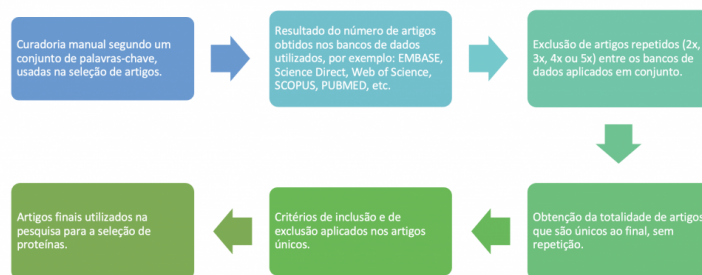 Curadoria manual segundo um
conjunto de palavras-chave,
usadas na seleção de artigos.
Resultado do número de artigos
obtidos nos bancos de dados
utilizados, por exemplo: EMBASE,
Science Direct, Web of Science,
SCOPUS, PUBMED, etc.
Exclusão de artigos repetidos (2x,
3x, 4x ou 5x) entre os bancos de
dados aplicados em conjunto.
Obtenção da totalidade de artigos
que são únicos ao final, sem
repetição.
Critérios de inclusão e de
exclusão aplicados nos artigos
únicos.
Artigos finais utilizados na
pesquisa para a seleção de
proteínas.